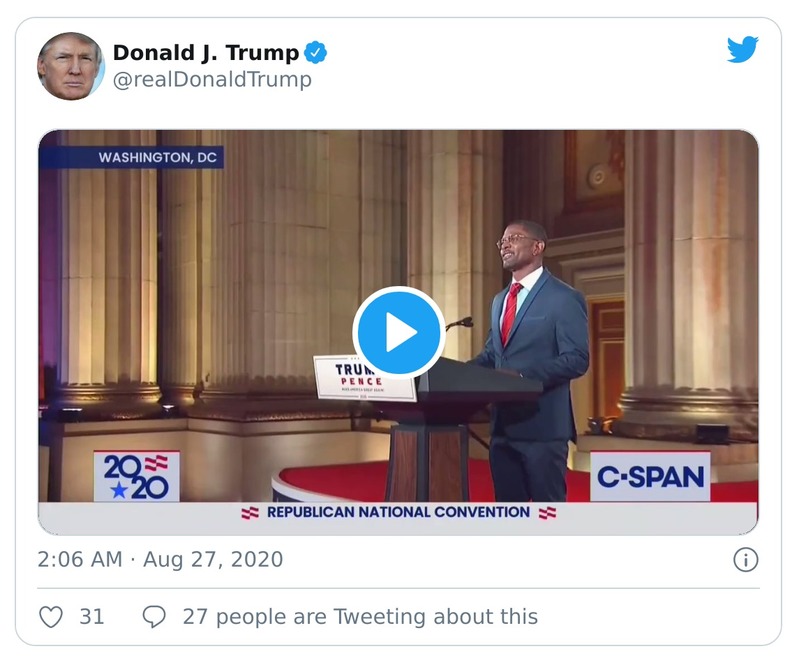 Donald J. Trump
@realDonaldTrump
WASHINGTON, DC
TRUM
PENCE
2020
C-SPAN
REPUBLICAN NATIONAL CONVENTION
2:06 AM · Aug 27, 2020
31
27 people are Tweeting about this